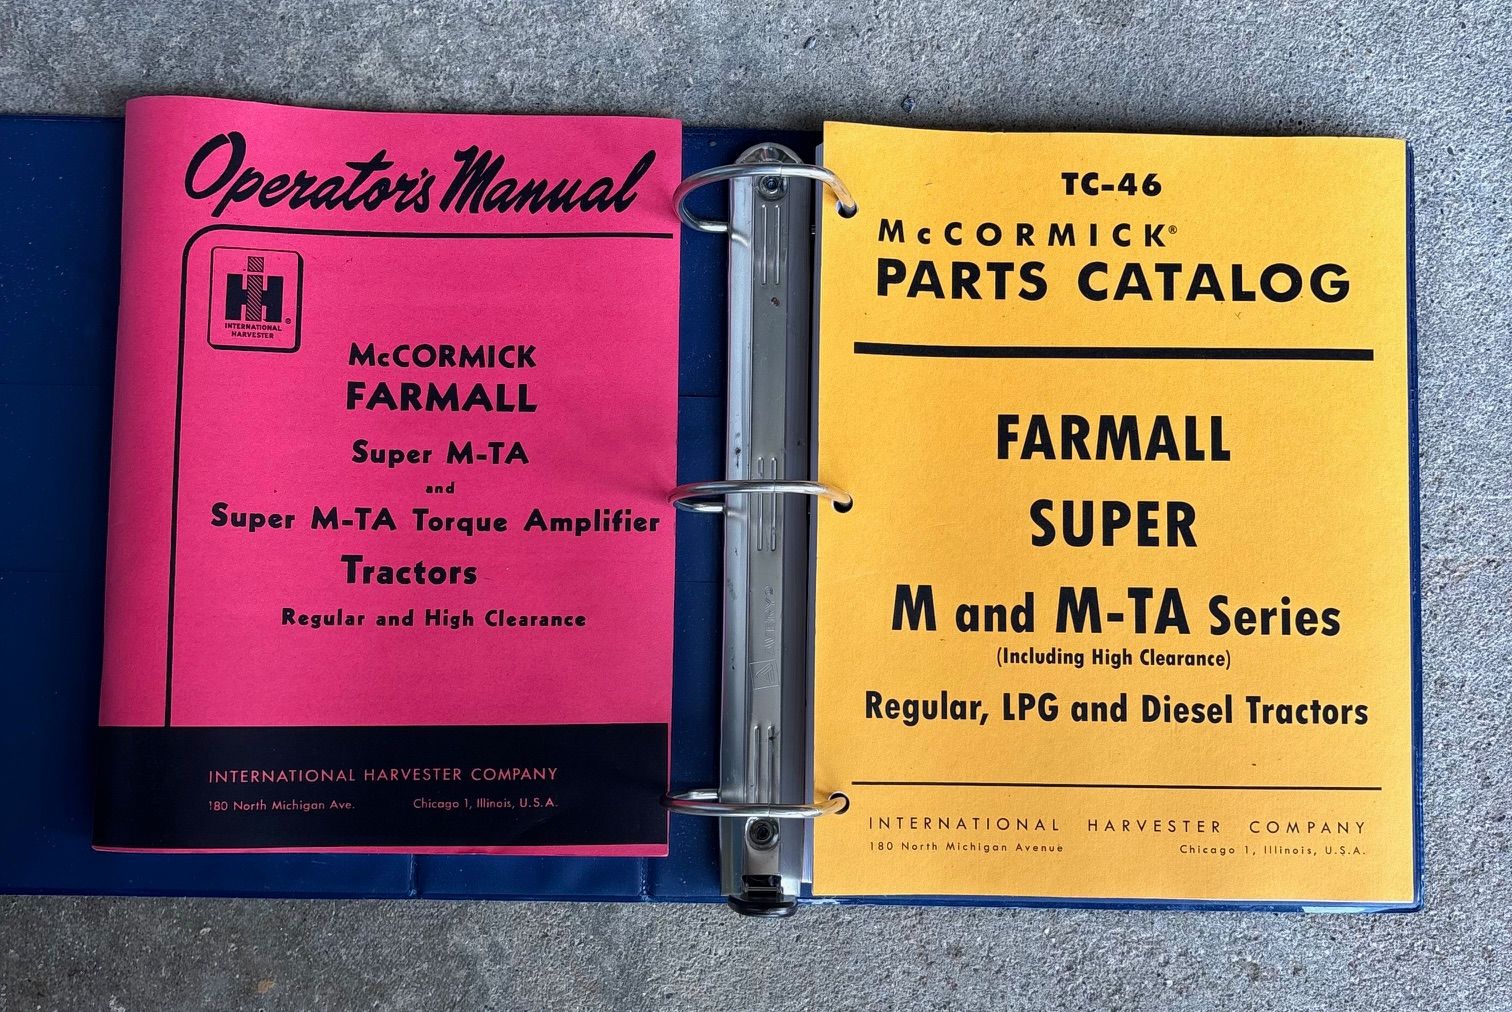 Operator's Manual
IH
INTERNATIONAL
HARVESTER
®
McCORMICK
FARMALL
Super M-TA
and
Super M-TA Torque Amplifier
Tractors
Regular and High Clearance
INTERNATIONAL HARVESTER COMPANY
180 North Michigan Ave. Chicago 1, Illinois, U.S.A.
AVERY
TC-46
McCORMICK®
PARTS CATALOG
FARMALL
SUPER
M and M-TA Series
(Including High Clearance)
Regular, LPG and Diesel Tractors
INTERNATIONAL HARVESTER COMPANY
180 North Michigan Avenue Chicago 1, Illinois, U.S.A.